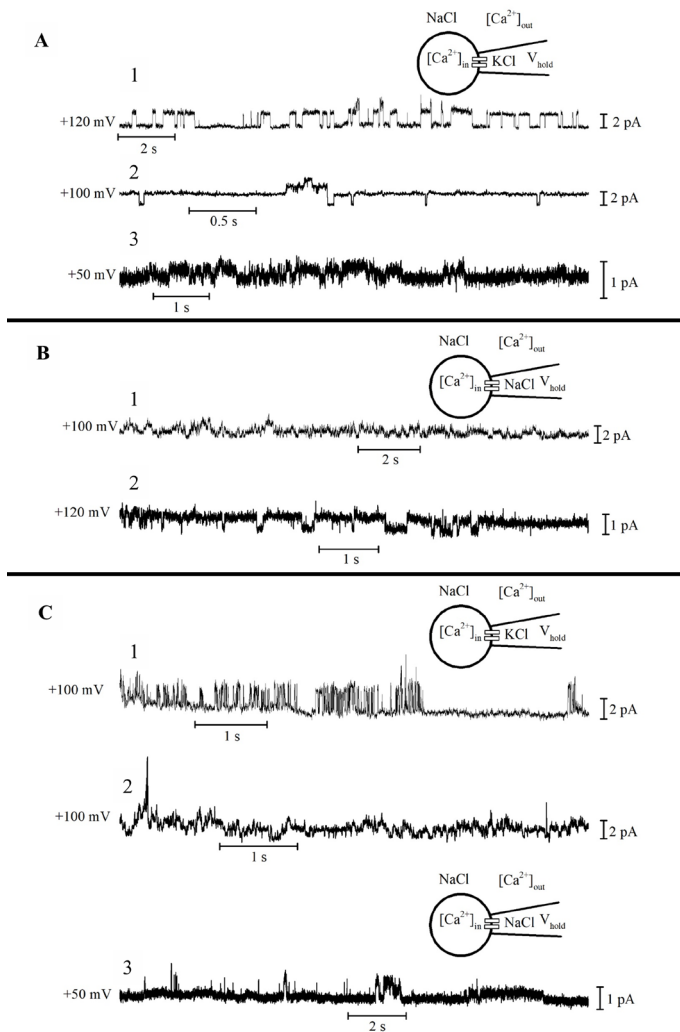 A
NaCl [Ca²⁺]out
[Ca²⁺]in KCl Vhold
1
+120 mV
2 pA
2 s
2
+100 mV
2 pA
0.5 s
3
+50 mV
1 pA
1 s
B
NaCl [Ca²⁺]out
[Ca²⁺]in NaCl Vhold
1
+100 mV
2 pA
2 s
2
+120 mV
1 pA
1 s
C
NaCl [Ca²⁺]out
[Ca²⁺]in KCl Vhold
1
+100 mV
2 pA
1 s
2
+100 mV
2 pA
1 s
NaCl [Ca²⁺]out
[Ca²⁺]in NaCl Vhold
3
+50 mV
1 pA
2 s